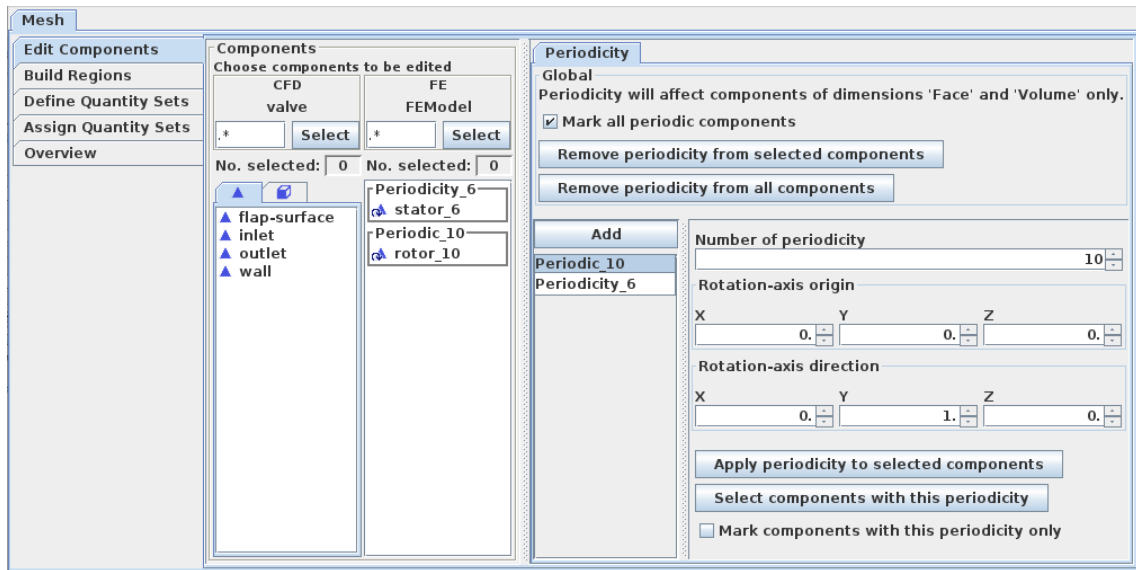 Mesh
Edit Components
Build Regions
Define Quantity Sets
Assign Quantity Sets
Overview
Components
Choose components to be edited
CFD
valve
.* Select
No. selected: 0
flap-surface
inlet
outlet
wall
FE
FEModel
.* Select
No. selected: 0
Periodicity_6
stator_6
Periodic_10
rotor_10
Periodicity
Global
Periodicity will affect components of dimensions 'Face' and 'Volume' only.
Mark all periodic components
Remove periodicity from selected components
Remove periodicity from all components
Add
Periodic_10
Periodicity_6
Number of periodicity
10
Rotation-axis origin
X Y Z
0. 0. 0.
Rotation-axis direction
X Y Z
0. 1. 0.
Apply periodicity to selected components
Select components with this periodicity
Mark components with this periodicity only